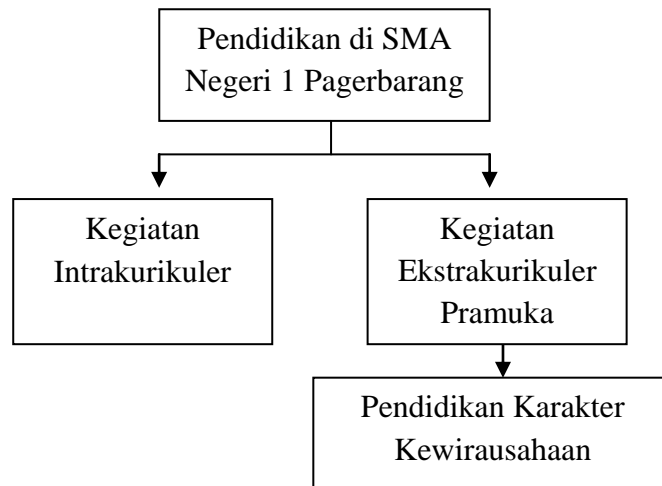 Pendidikan di SMA
Negeri 1 Pagerbarang
Kegiatan
Intrakurikuler
Kegiatan
Ekstrakurikuler
Pramuka
Pendidikan Karakter
Kewirausahaan